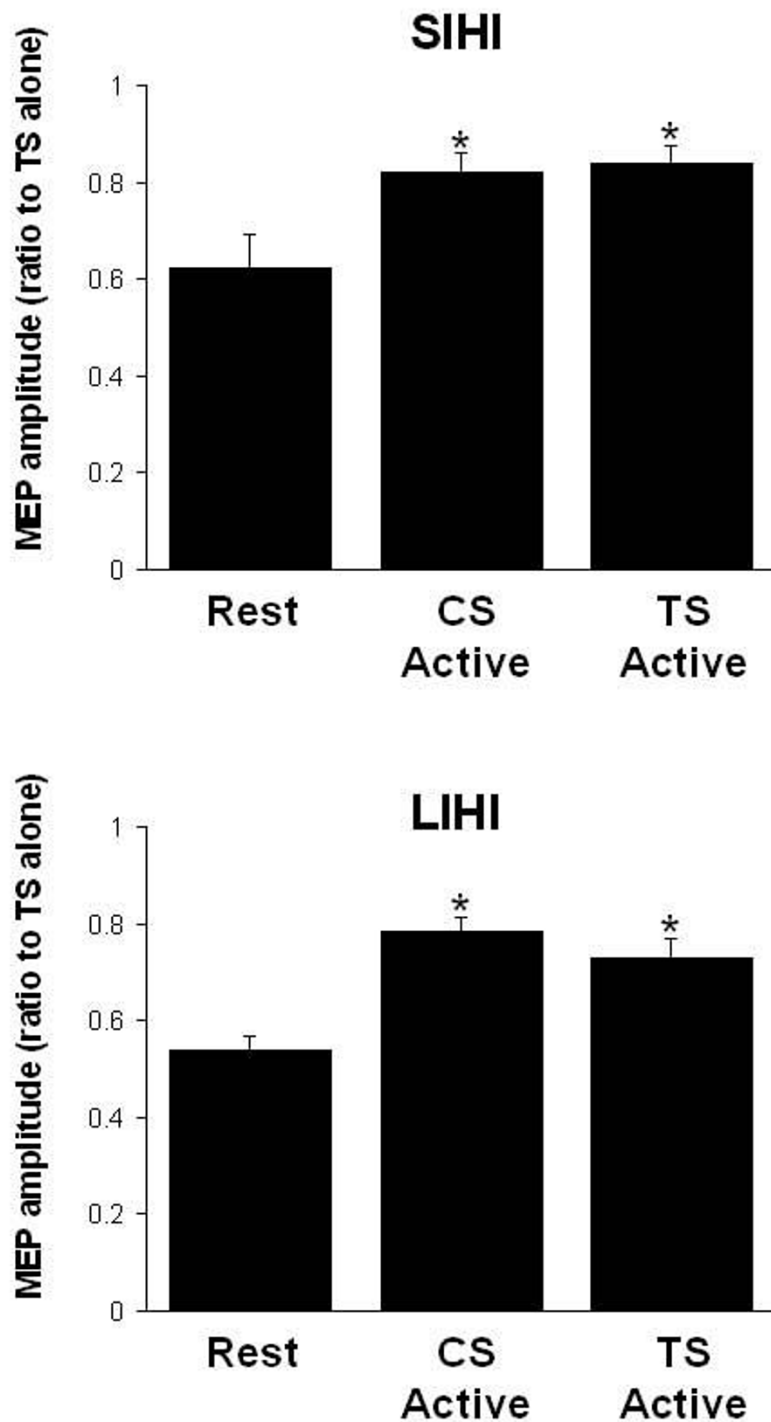 SIHI
MEP amplitude (ratio to TS alone)
1
0.8
0.6
0.4
0.2
0
*
*
Rest
CS
Active
TS
Active
LIHI
MEP amplitude (ratio to TS alone)
1
0.8
0.6
0.4
0.2
0
*
*
Rest
CS
Active
TS
Active